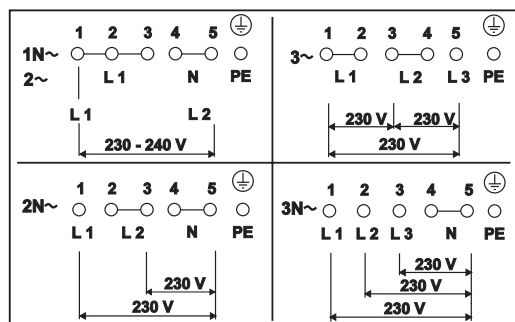 1 2 3 4 5
1N~
2~
L 1 N PE
L 1 L 2
230 - 240 V
1 2 3 4 5
3~
L 1 L 2 L 3 PE
230 V 230 V
230 V
1 2 3 4 5
2N~
L 1 L 2 N PE
230 V
230 V
1 2 3 4 5
3N~
L 1 L 2 L 3 N PE
230 V
230 V
230 V